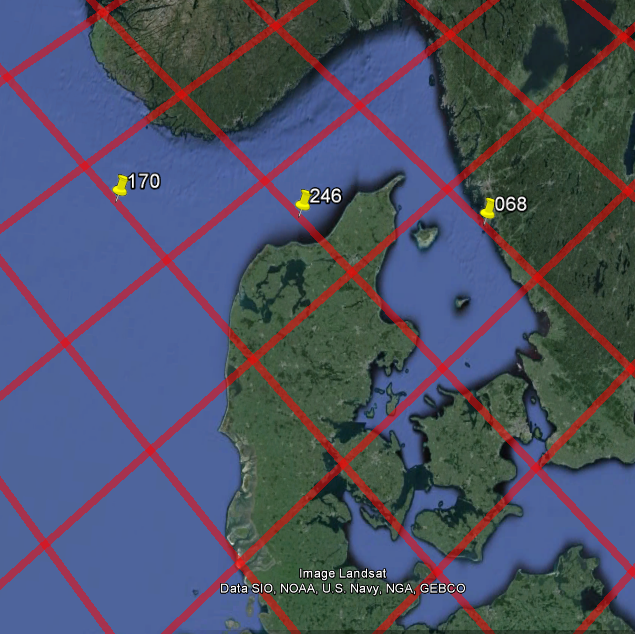 170
246
068
Image Landsat
Data SIO, NOAA, U.S. Navy, NGA, GEBCO